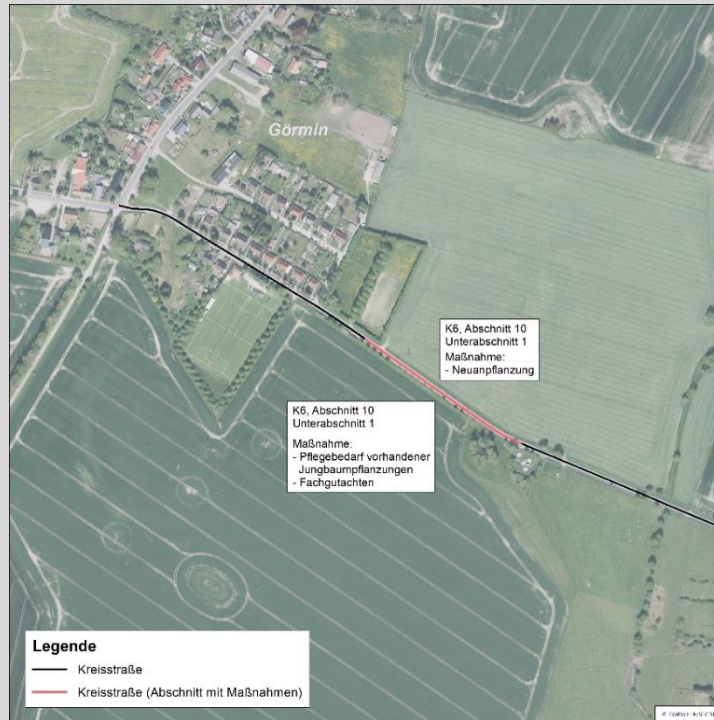 Görmin
K6, Abschnitt 10
Unterabschnitt 1
Maßnahme:
- Neuanpflanzung
K6, Abschnitt 10
Unterabschnitt 1
Maßnahme:
- Pflegebedarf vorhandener
Jungbaumpflanzungen
- Fachgutachten
Legende
Kreisstraße
Kreisstraße (Abschnitt mit Maßnahmen)